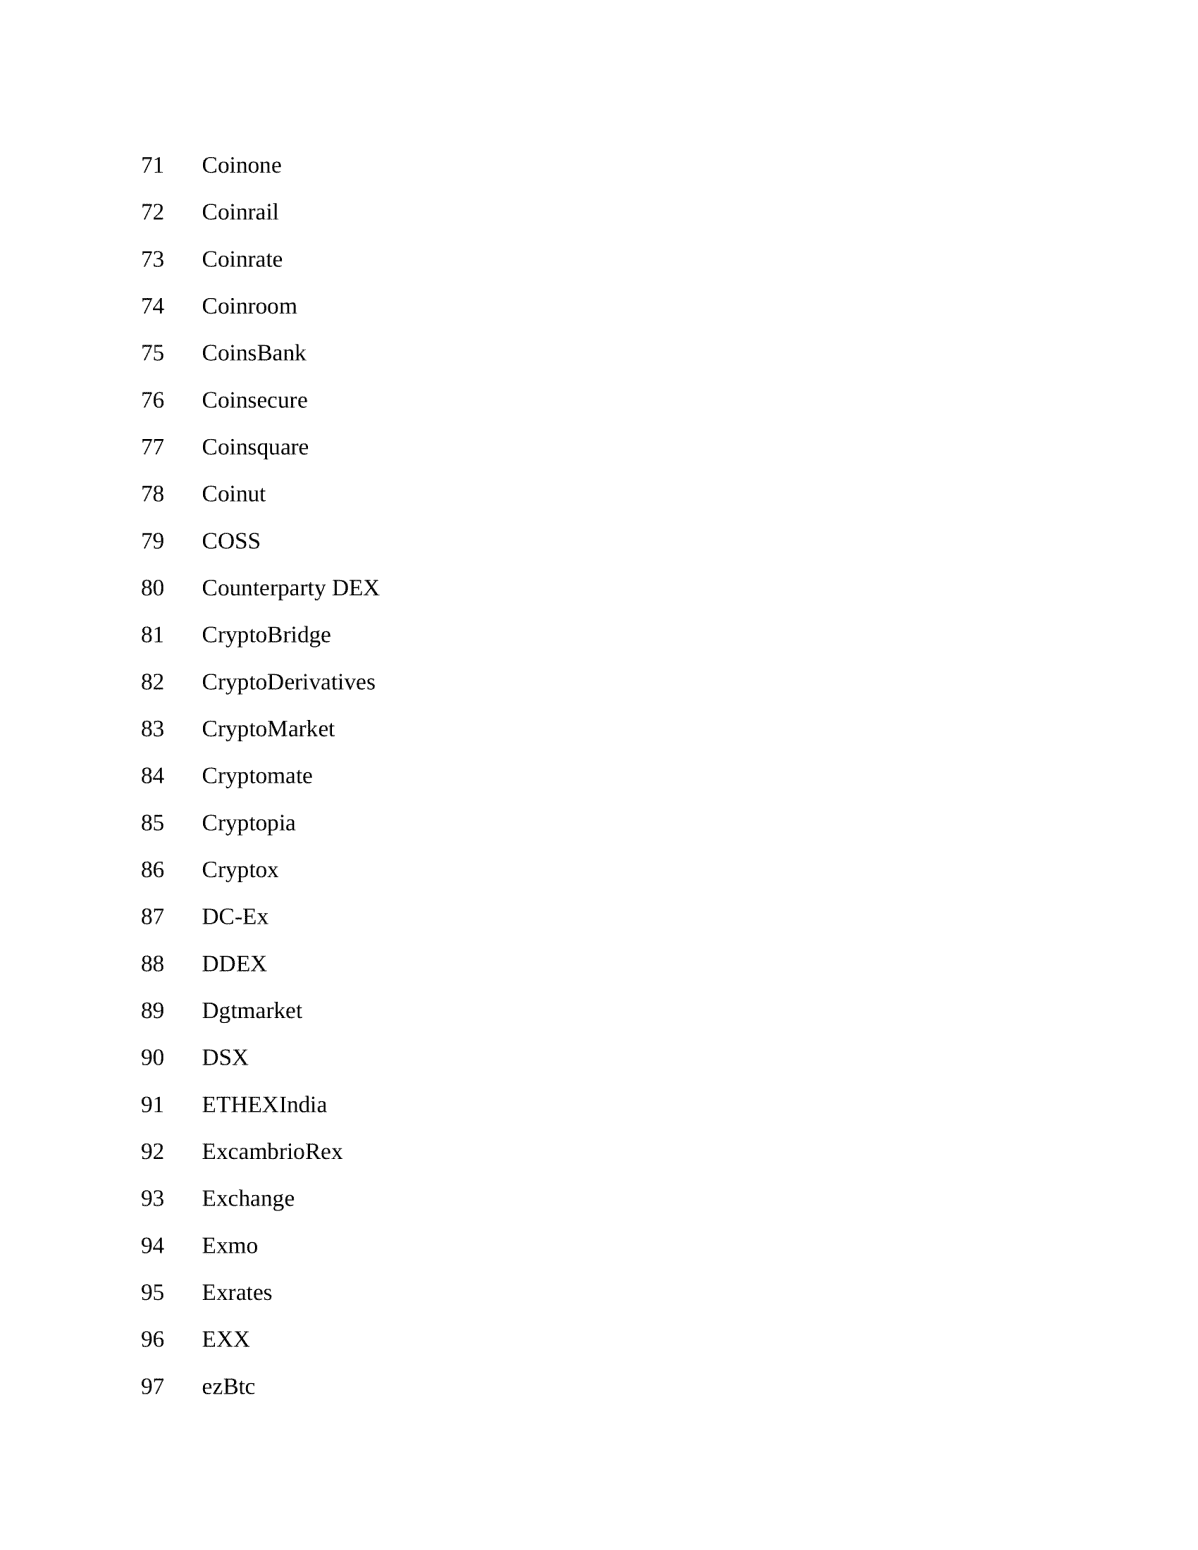 71 Coinone
72 Coinrail
73 Coinrate
74 Coinroom
75 CoinsBank
76 Coinsecure
77 Coinsquare
78 Coinut
79 COSS
80 Counterparty DEX
81 CryptoBridge
82 CryptoDerivatives
83 CryptoMarket
84 Cryptomate
85 Cryptopia
86 Cryptox
87 DC-Ex
88 DDEX
89 Dgtmarket
90 DSX
91 ETHEXIndia
92 ExcambrioRex
93 Exchange
94 Exmo
95 Exrates
96 EXX
97 ezBtc